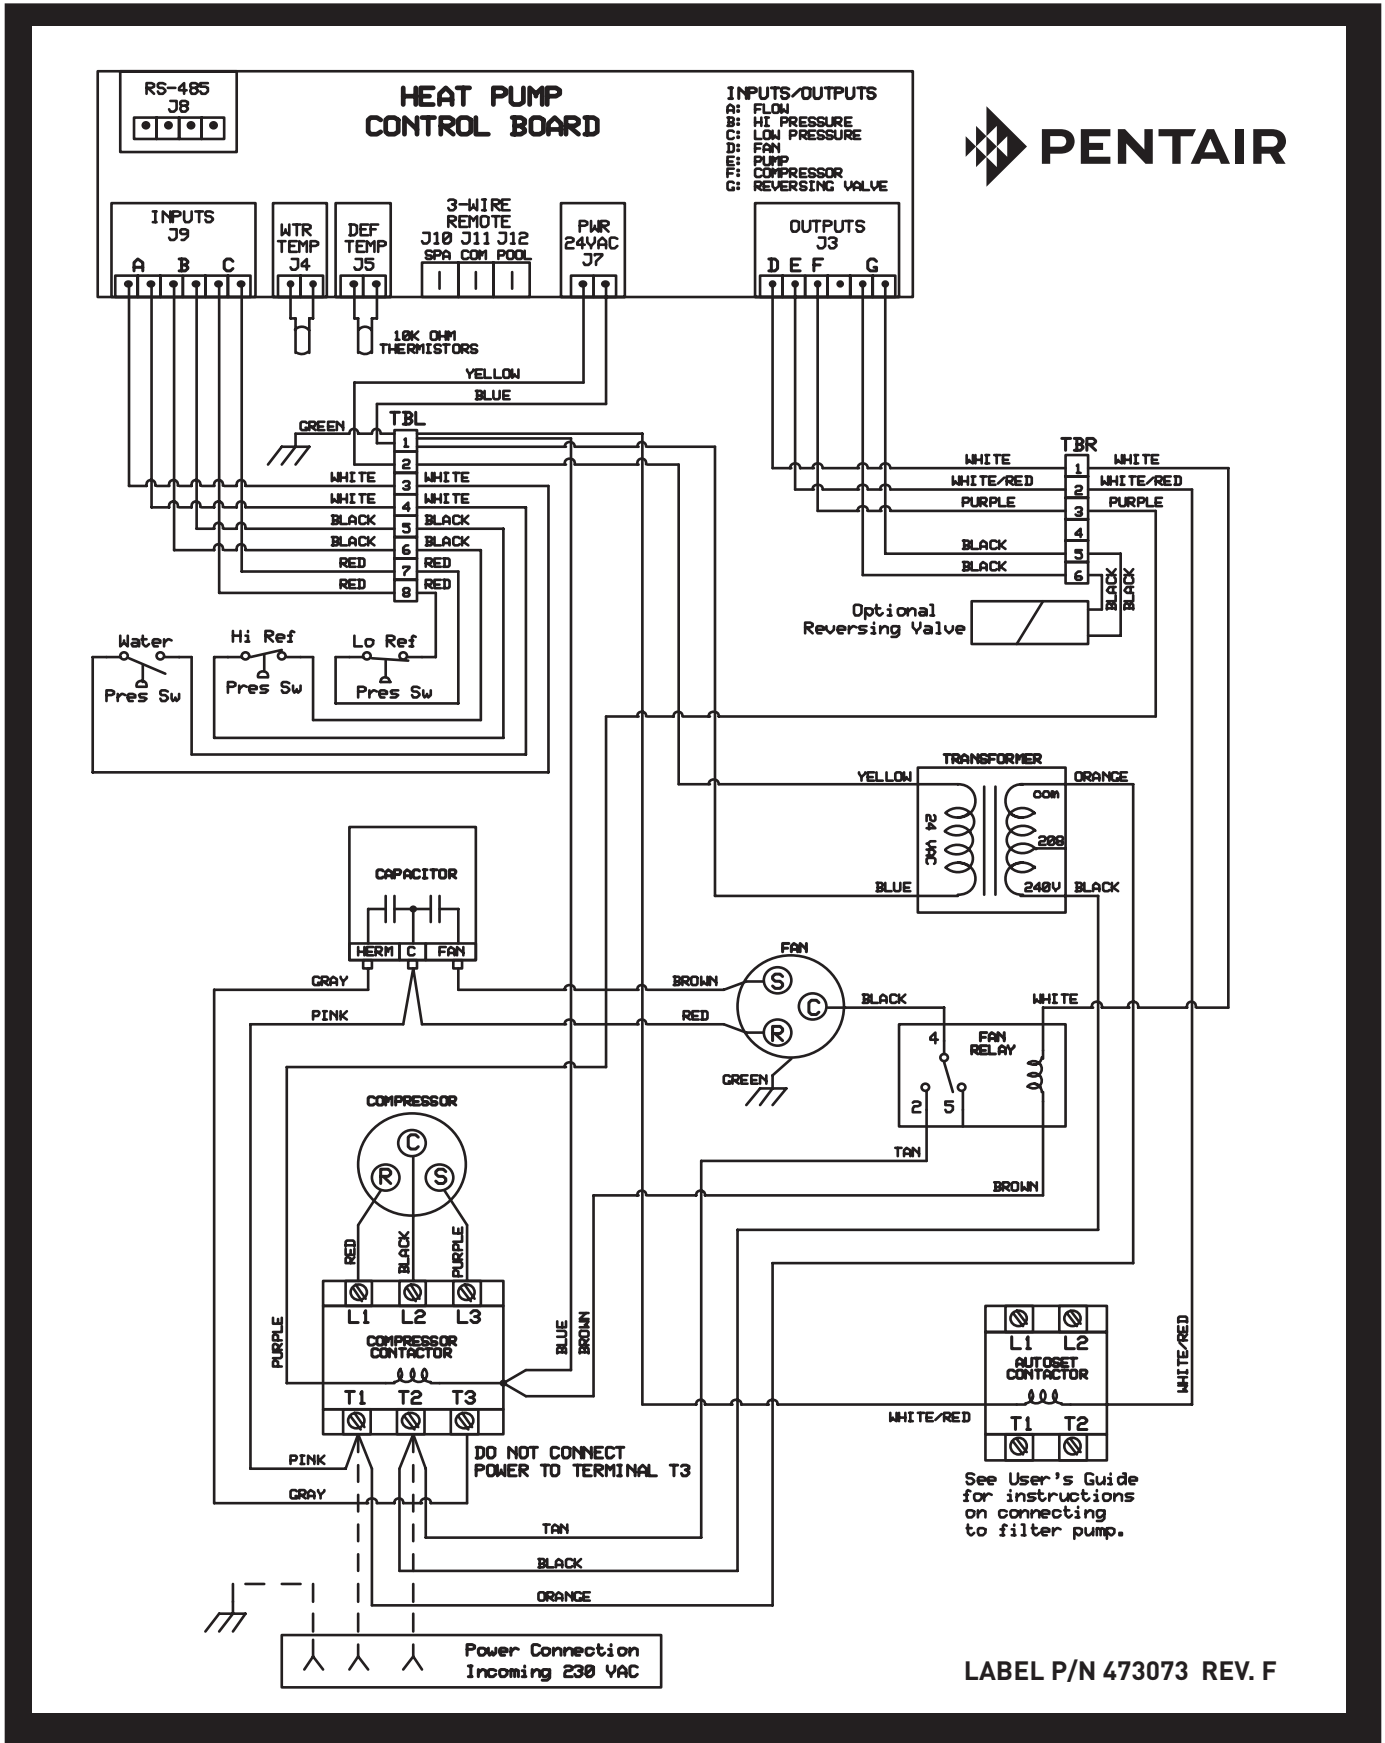 RS-485
J8
HEAT PUMP
CONTROL BOARD
INPUTS/OUTPUTS
A: FLOW
B: HI PRESSURE
C: LOW PRESSURE
D: FAN
E: PUMP
F: COMPRESSOR
G: REVERSING VALVE
PENTAIR
INPUTS
J9
A B C
WTR
TEMP
J4
DEF
TEMP
J5
3-WIRE
REMOTE
J10 J11 J12
SPA COM POOL
PWR
24VAC
J7
OUTPUTS
J3
D E F G
10K OHM
THERMISTORS
YELLOW
BLUE
GREEN
TBL
1
2
WHITE 3 WHITE
WHITE 4 WHITE
BLACK 5 BLACK
BLACK 6 BLACK
RED 7 RED
RED 8 RED
TBR
WHITE 1 WHITE
WHITE/RED 2 WHITE/RED
PURPLE 3 PURPLE
4
BLACK 5
BLACK 6
BLACK
BLACK
Optional
Reversing Valve
Water
Pres Sw
Hi Ref
Pres Sw
Lo Ref
Pres Sw
TRANSFORMER
YELLOW
ORANGE
com
24 VAC
208
240V
BLUE
BLACK
CAPACITOR
HERM C FAN
GRAY
PINK
BROWN
RED
FAN
S
C
R
GREEN
BLACK
WHITE
4
FAN
RELAY
2 5
TAN
BROWN
COMPRESSOR
C
R S
RED
BLACK
PURPLE
L1 L2 L3
COMPRESSOR
CONTACTOR
T1 T2 T3
PURPLE
BLUE
BROWN
DO NOT CONNECT
POWER TO TERMINAL T3
PINK
GRAY
TAN
BLACK
ORANGE
WHITE/RED
WHITE/RED
L1 L2
AUTOSET
CONTACTOR
T1 T2
See User's Guide
for instructions
on connecting
to filter pump.
Power Connection
Incoming 230 VAC
LABEL P/N 473073 REV. F